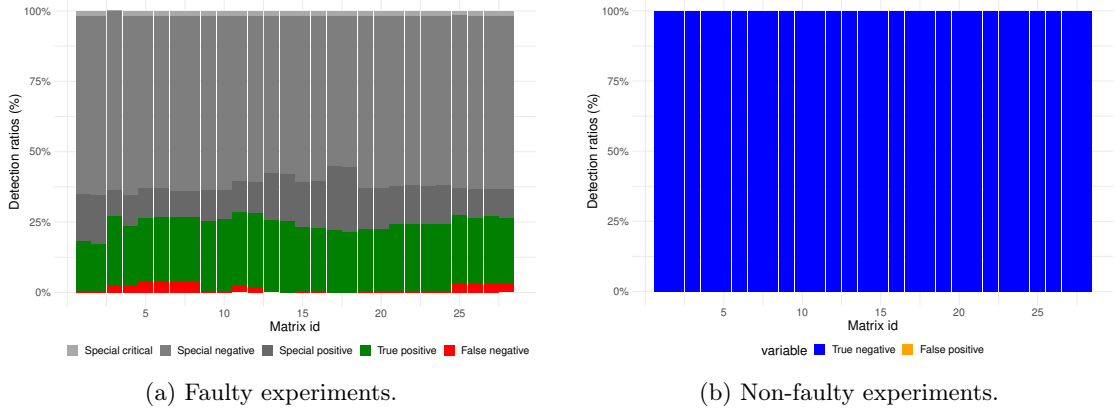 100%
75%
50%
25%
0%
Detection ratios (%)
5 10 15 20 25
Matrix id
Special critical Special negative Special positive True positive False negative
(a) Faulty experiments.
100%
75%
50%
25%
0%
Detection ratios (%)
5 10 15 20 25
Matrix id
variable True negative False positive
(b) Non-faulty experiments.